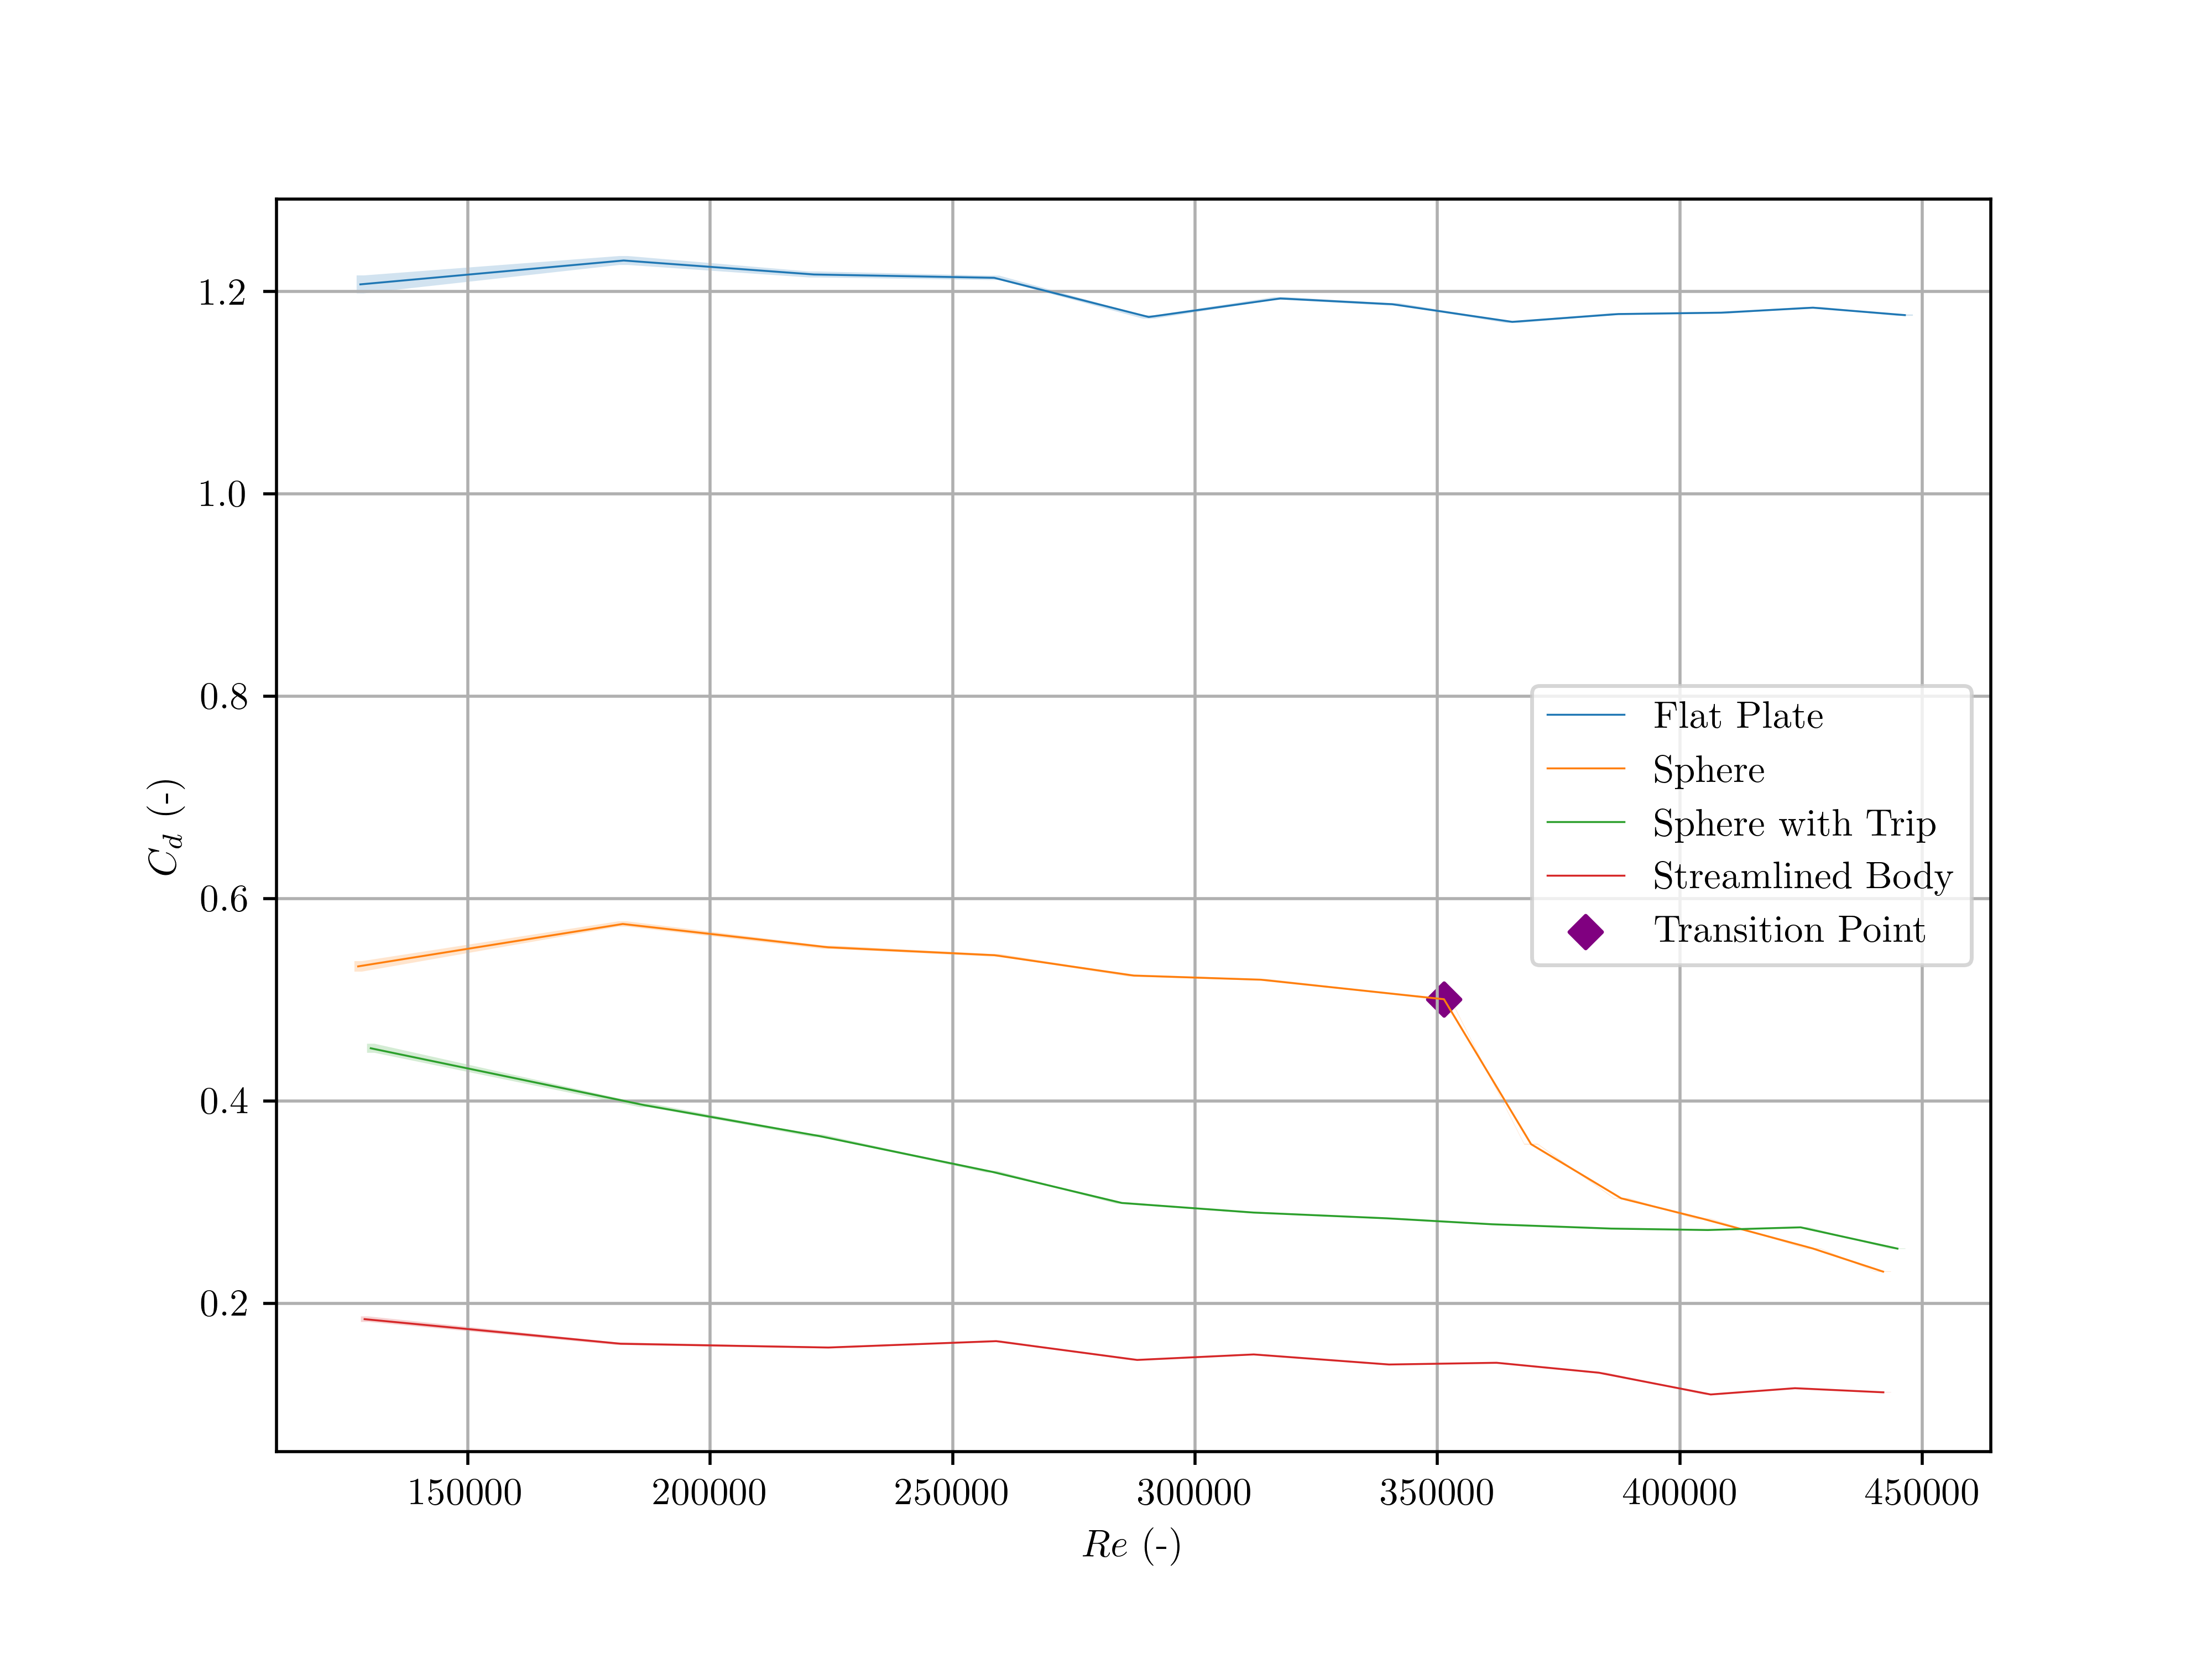 1.2
1.0
0.8
0.6
0.4
0.2
C_d (-)
Flat Plate
Sphere
Sphere with Trip
Streamlined Body
Transition Point
150000 200000 250000 300000 350000 400000 450000
Re (-)